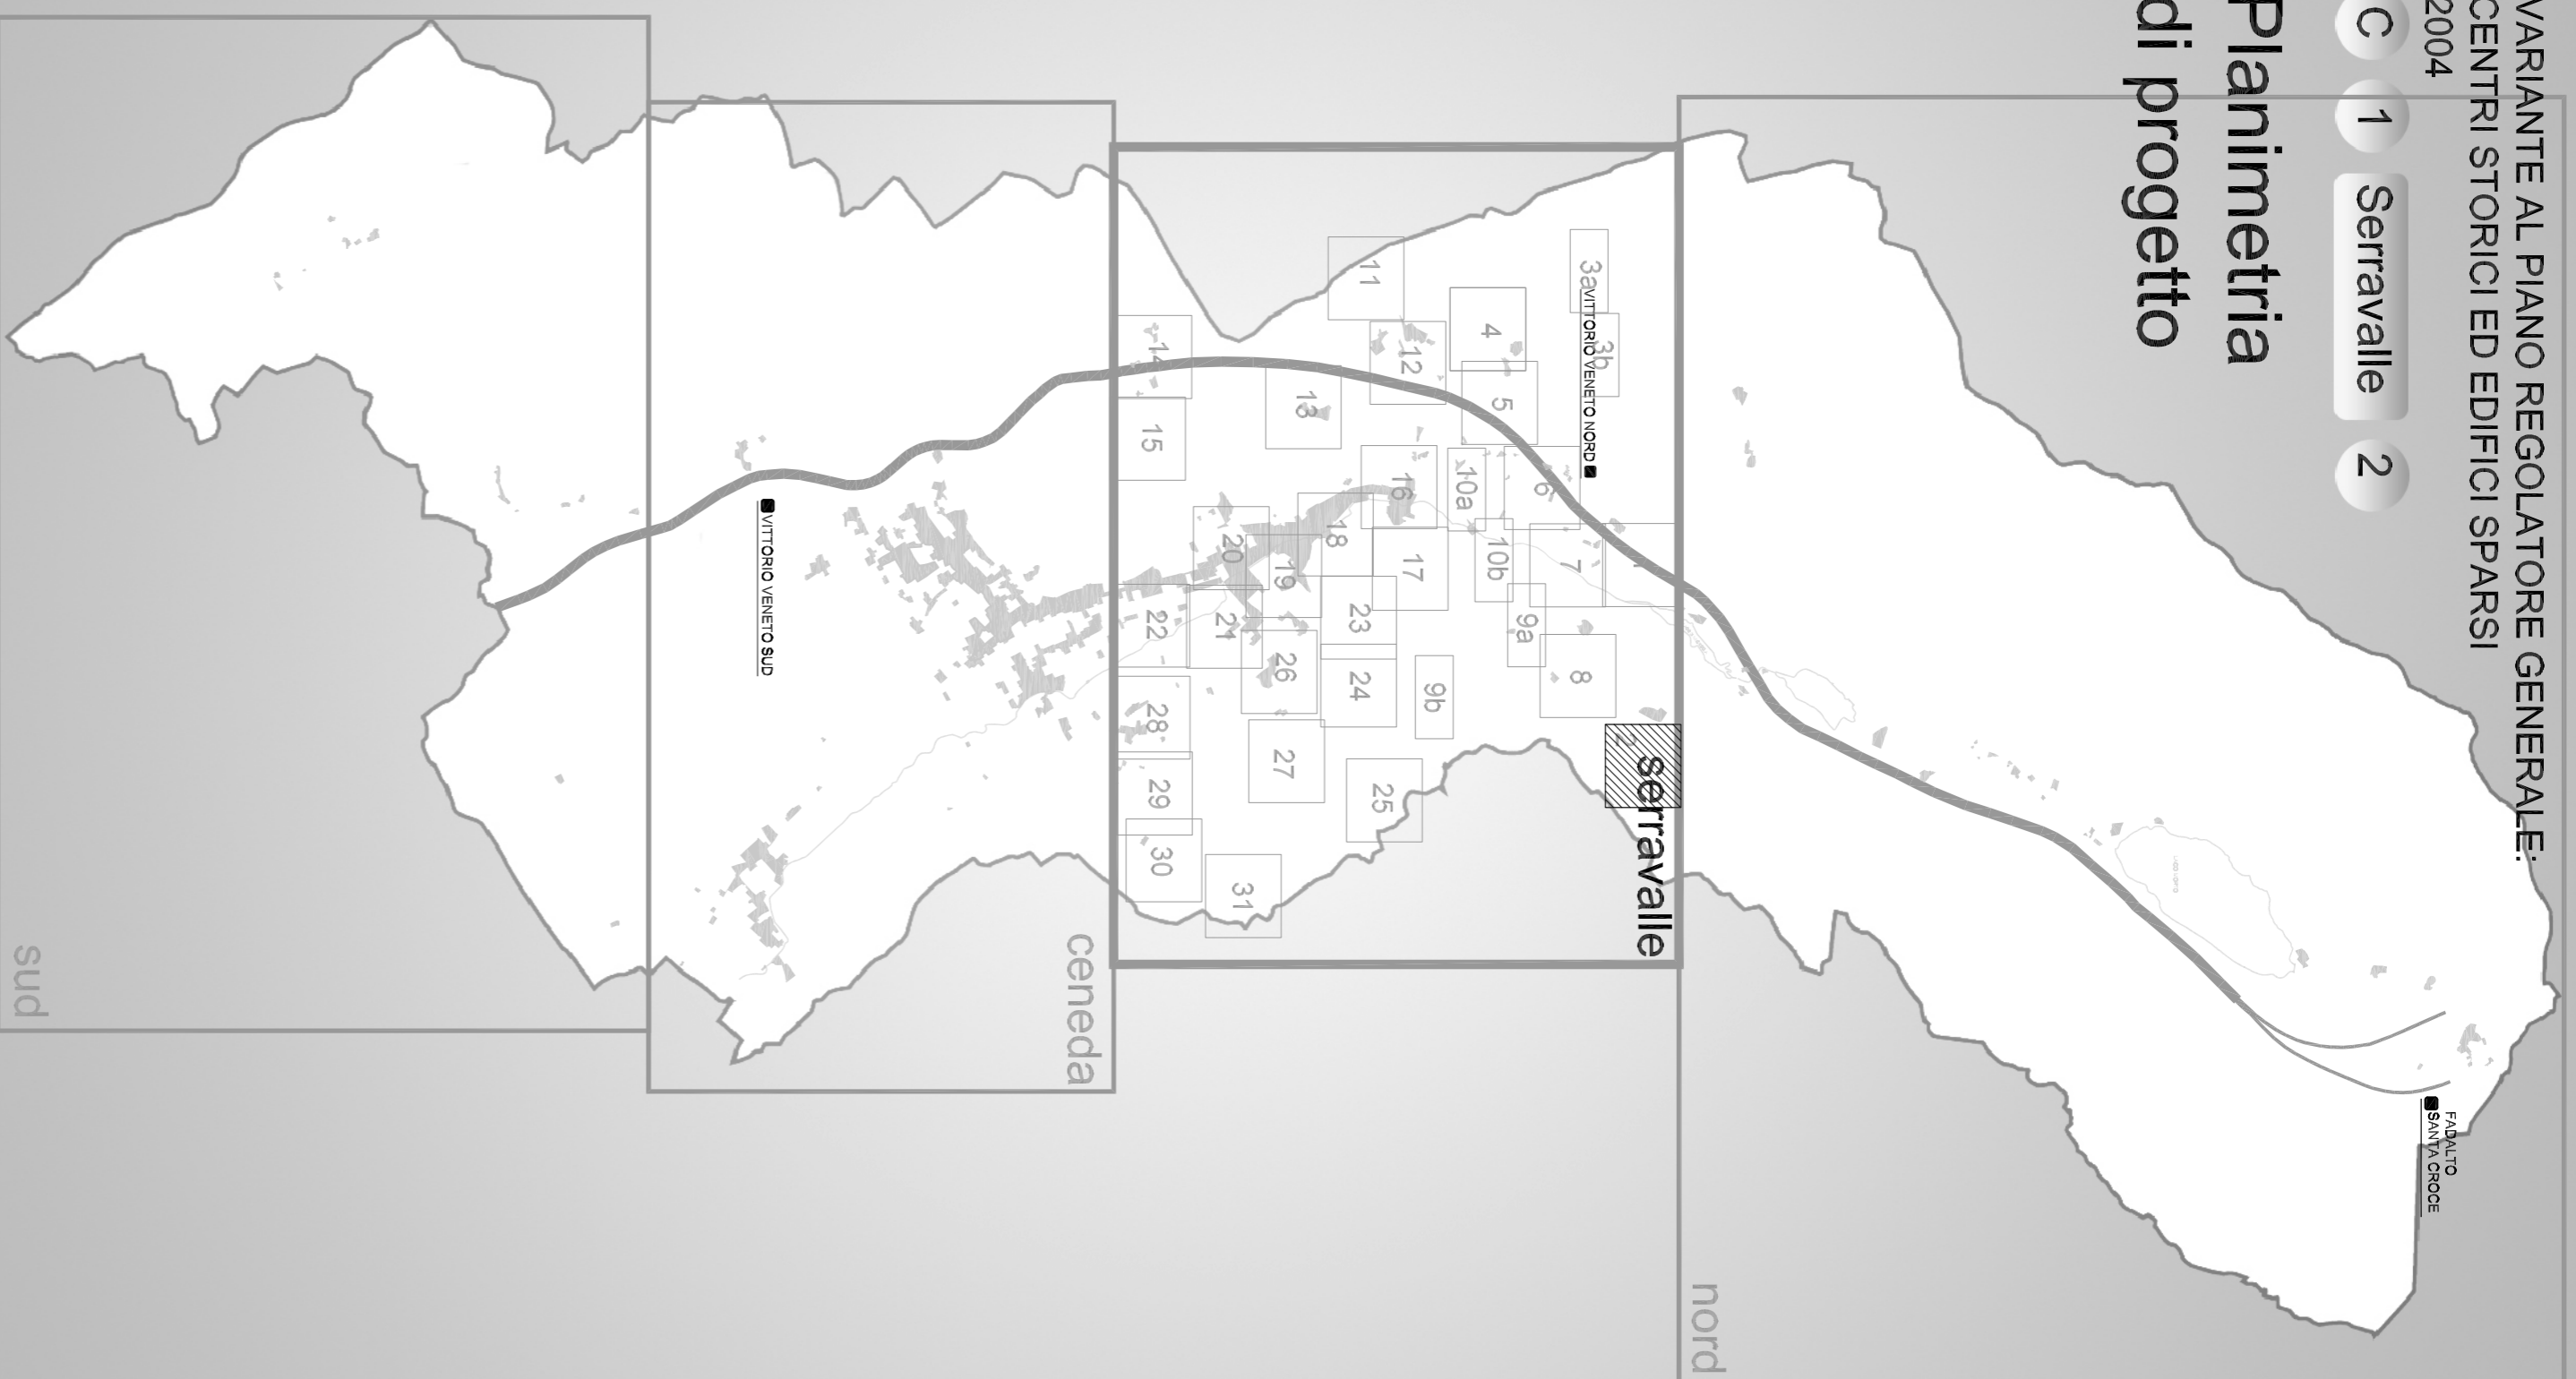 VARIANTE AL PIANO REGOLATORE GENERALE:
CENTRI STORICI ED EDIFICI SPARSI
2004
C 1 Serravalle 2
Planimetria
di progetto
FADALTO
SANTA CROCE
nord
Serravalle
2
3a
3b
VITTORIO VENETO NORD
4
5
6
7
8
9a
9b
10a
10b
11
12
13
14
15
16
17
18
19
20
21
22
23
24
25
26
27
28
29
30
31
ceneda
VITTORIO VENETO SUD
sud